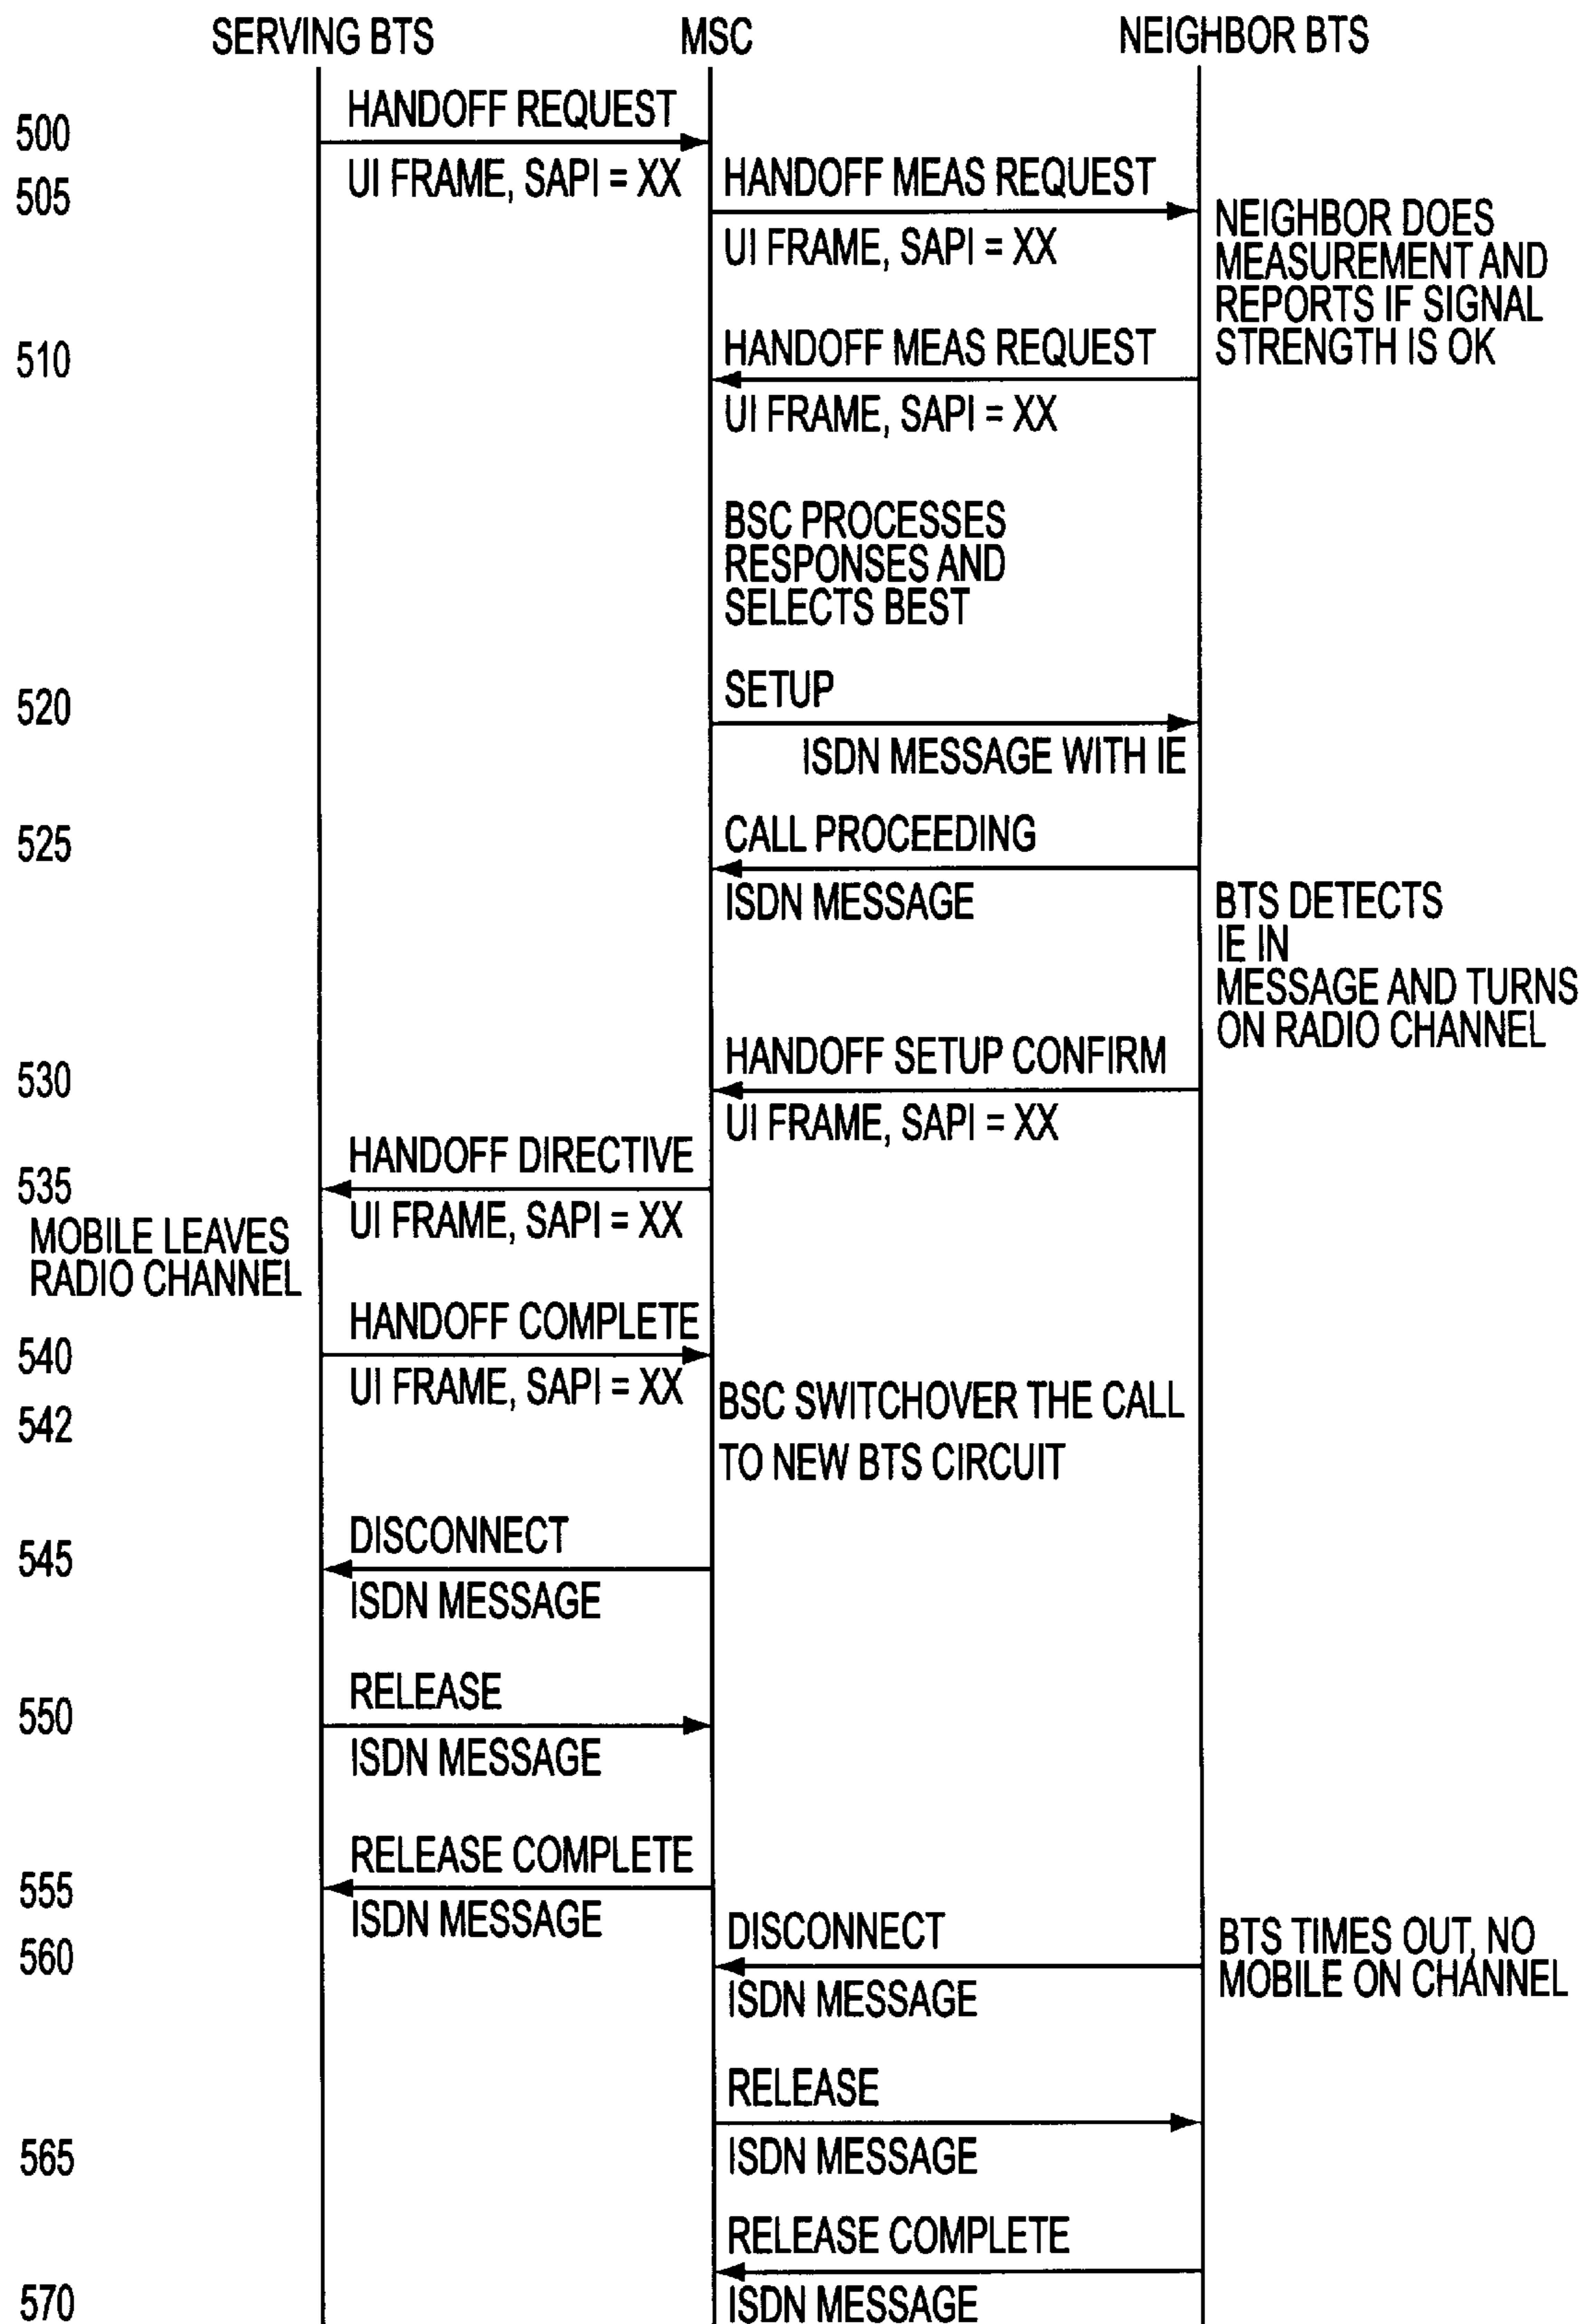 SERVING BTS MSC NEIGHBOR BTS
HANDOFF REQUEST
500
UI FRAME, SAPI = XX
HANDOFF MEAS REQUEST
505
UI FRAME, SAPI = XX
NEIGHBOR DOES
MEASUREMENT AND
REPORTS IF SIGNAL
STRENGTH IS OK
HANDOFF MEAS REQUEST
510
UI FRAME, SAPI = XX
BSC PROCESSES
RESPONSES AND
SELECTS BEST
SETUP
520
ISDN MESSAGE WITH IE
CALL PROCEEDING
525
ISDN MESSAGE
BTS DETECTS
IE IN
MESSAGE AND TURNS
ON RADIO CHANNEL
HANDOFF SETUP CONFIRM
530
UI FRAME, SAPI = XX
HANDOFF DIRECTIVE
535
UI FRAME, SAPI = XX
MOBILE LEAVES
RADIO CHANNEL
HANDOFF COMPLETE
540
UI FRAME, SAPI = XX
542
BSC SWITCHOVER THE CALL
TO NEW BTS CIRCUIT
DISCONNECT
545
ISDN MESSAGE
RELEASE
550
ISDN MESSAGE
RELEASE COMPLETE
555
ISDN MESSAGE
DISCONNECT
560
ISDN MESSAGE
BTS TIMES OUT, NO
MOBILE ON CHANNEL
RELEASE
565
ISDN MESSAGE
RELEASE COMPLETE
570
ISDN MESSAGE